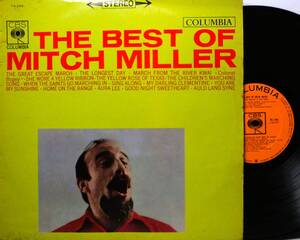 STEREO
COLUMBIA
CBS
COLUMBIA
THE BEST OF
MITCH MILLER
THE GREAT ESCAPE MARCH - THE LONGEST DAY - MARCH FROM THE RIVER KWAI - Colonel
Bogey - SHE WORE A YELLOW RIBBON - THE YELLOW ROSE OF TEXAS - THE CHILDREN'S MARCHING
SONG - WHEN THE SAINTS GO MARCHING IN - SING ALONG - MY DARLING CLEMENTINE - YOU ARE
MY SUNSHINE - HOME ON THE RANGE - AURA LEE - GOOD NIGHT SWEETHEART - AULD LANG SYNE
CBS